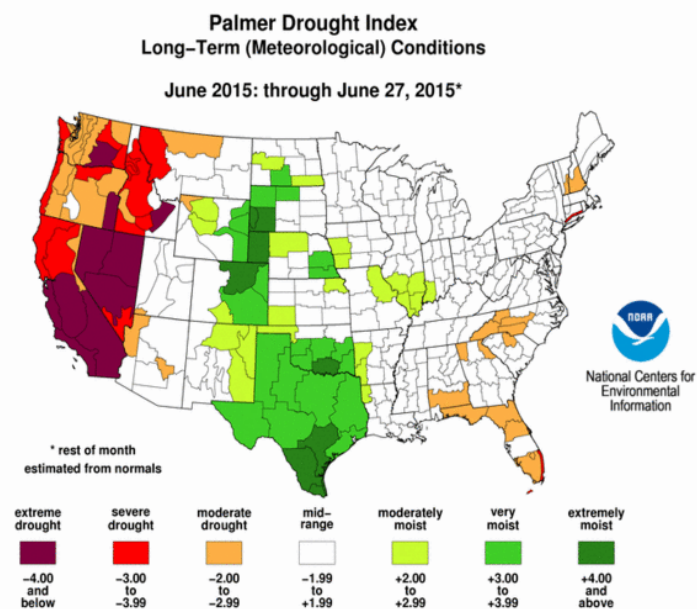 Palmer Drought Index
Long-Term (Meteorological) Conditions
June 2015: through June 27, 2015*
NOAA
National Centers for
Environmental
Information
* rest of month
estimated from normals
extreme drought
severe drought
moderate drought
mid-range
moderately moist
very moist
extremely moist
-4.00 and below
-3.00 to -3.99
-2.00 to -2.99
-1.99 to +1.99
+2.00 to +2.99
+3.00 to +3.99
+4.00 and above